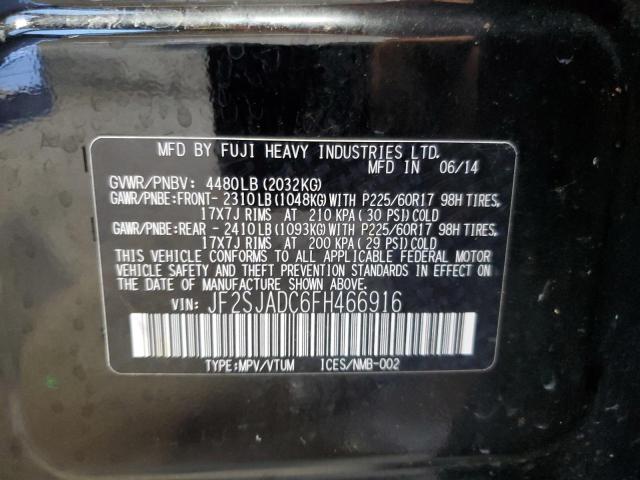 MFD BY FUJI HEAVY INDUSTRIES LTD.
MFD IN 06/14
GVWR/PNBV: 4480LB(2032KG)
GAWR/PNBE:FRONT- 2310LB(1048KG)WITH P225/60R17 98H TIRES,
17X7J RIMS AT 210 KPA(30 PSI)COLD
GAWR/PNBE:REAR - 2410LB(1093KG)WITH P225/60R17 98H TIRES,
17X7J RIMS AT 200 KPA(29 PSI)COLD
THIS VEHICLE CONFORMS TO ALL APPLICABLE FEDERAL MOTOR
VEHICLE SAFETY AND THEFT PREVENTION STANDARDS IN EFFECT ON
THE DATE OF MANUFACTURE SHOWN ABOVE.
VIN: JF2SJADC6FH466916
TYPE:MPV/VTUM ICES/NMB-002